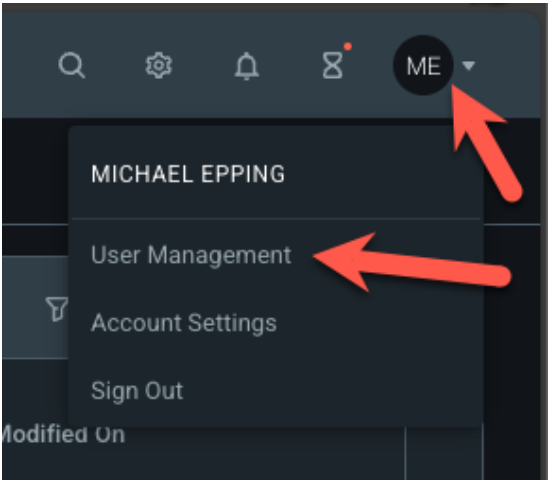 ME
MICHAEL EPPING
User Management
Account Settings
Sign Out
Modified On